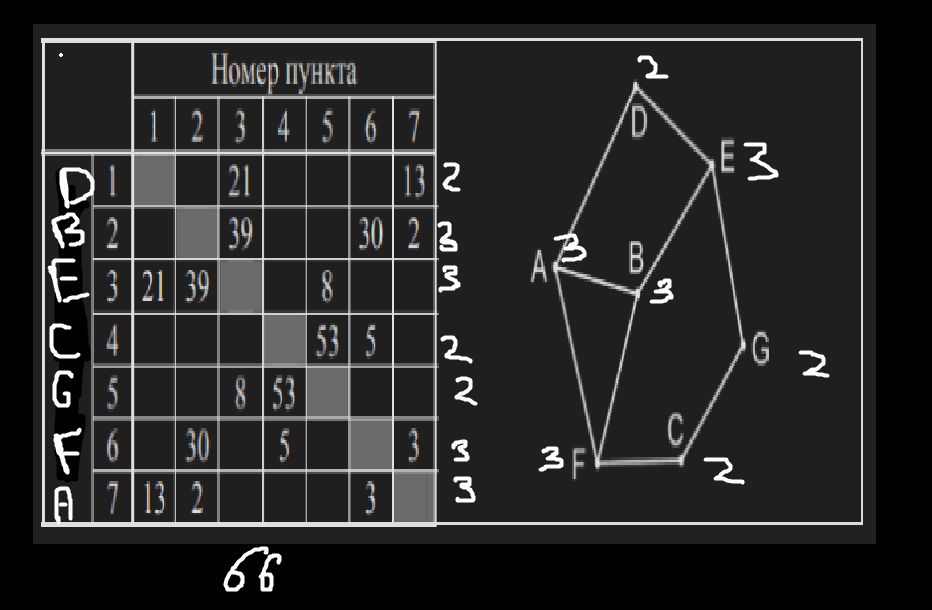 Номер пункта
1 2 3 4 5 6 7
D 1 21 13 2
B 2 39 30 2 3
E 3 21 39 8 3
C 4 53 5 2
G 5 8 53 2
F 6 30 5 3 3
A 7 13 2 3 3
2
D
E 3
3
A B
3
G
2
C
3 F 2
66